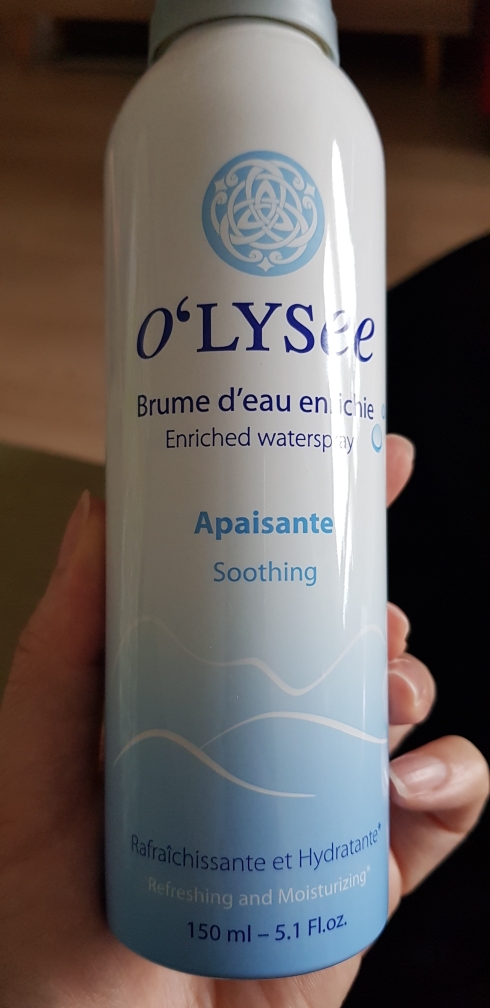 O‘LYSee
Brume d’eau enrichie
Enriched waterspray
Apaisante
Soothing
Rafraîchissante et Hydratante*
Refreshing and Moisturizing*
150 ml – 5.1 Fl.oz.